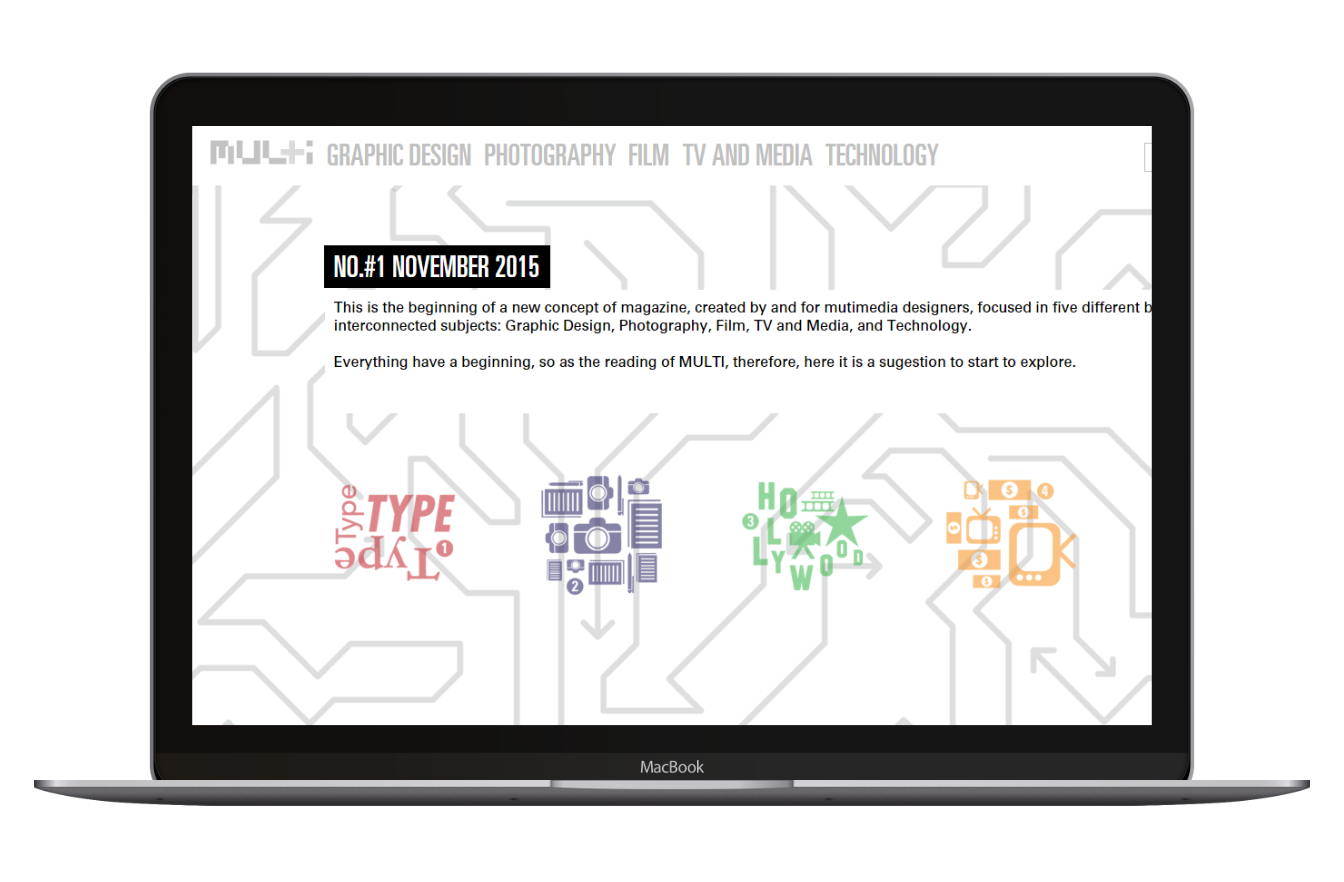 MULTi GRAPHIC DESIGN PHOTOGRAPHY FILM TV AND MEDIA TECHNOLOGY
NO.#1 NOVEMBER 2015
This is the beginning of a new concept of magazine, created by and for mutimedia designers, focused in five different b
interconnected subjects: Graphic Design, Photography, Film, TV and Media, and Technology.
Everything have a beginning, so as the reading of MULTI, therefore, here it is a sugestion to start to explore.
Type
TYPE
Type
1
2
HOLLYWOOD
3
$
4
$
$
$
$
MacBook